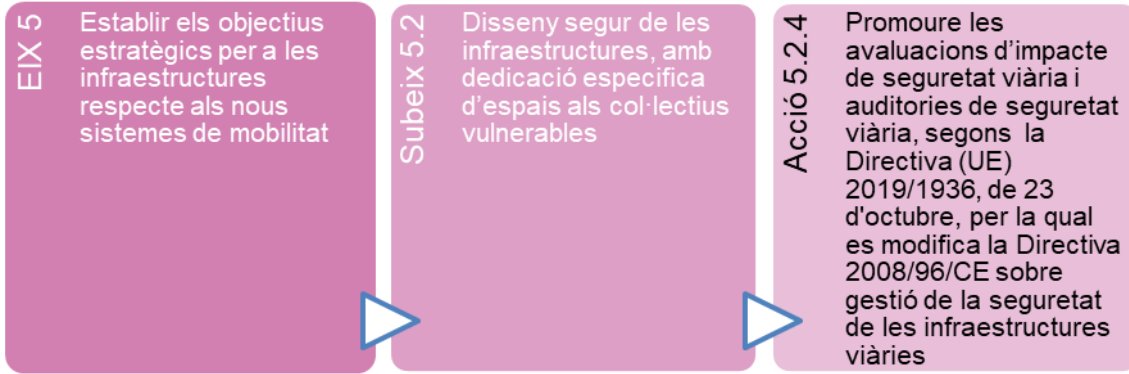 EIX 5
Establir els objectius
estratègics per a les
infraestructures
respecte als nous
sistemes de mobilitat
Subeix 5.2
Disseny segur de les
infraestructures, amb
dedicació especifica
d’espais als col·lectius
vulnerables
Acció 5.2.4
Promoure les
avaluacions d’impacte
de seguretat viària i
auditories de seguretat
viària, segons la
Directiva (UE)
2019/1936, de 23
d'octubre, per la qual
es modifica la Directiva
2008/96/CE sobre
gestió de la seguretat
de les infraestructures
viàries